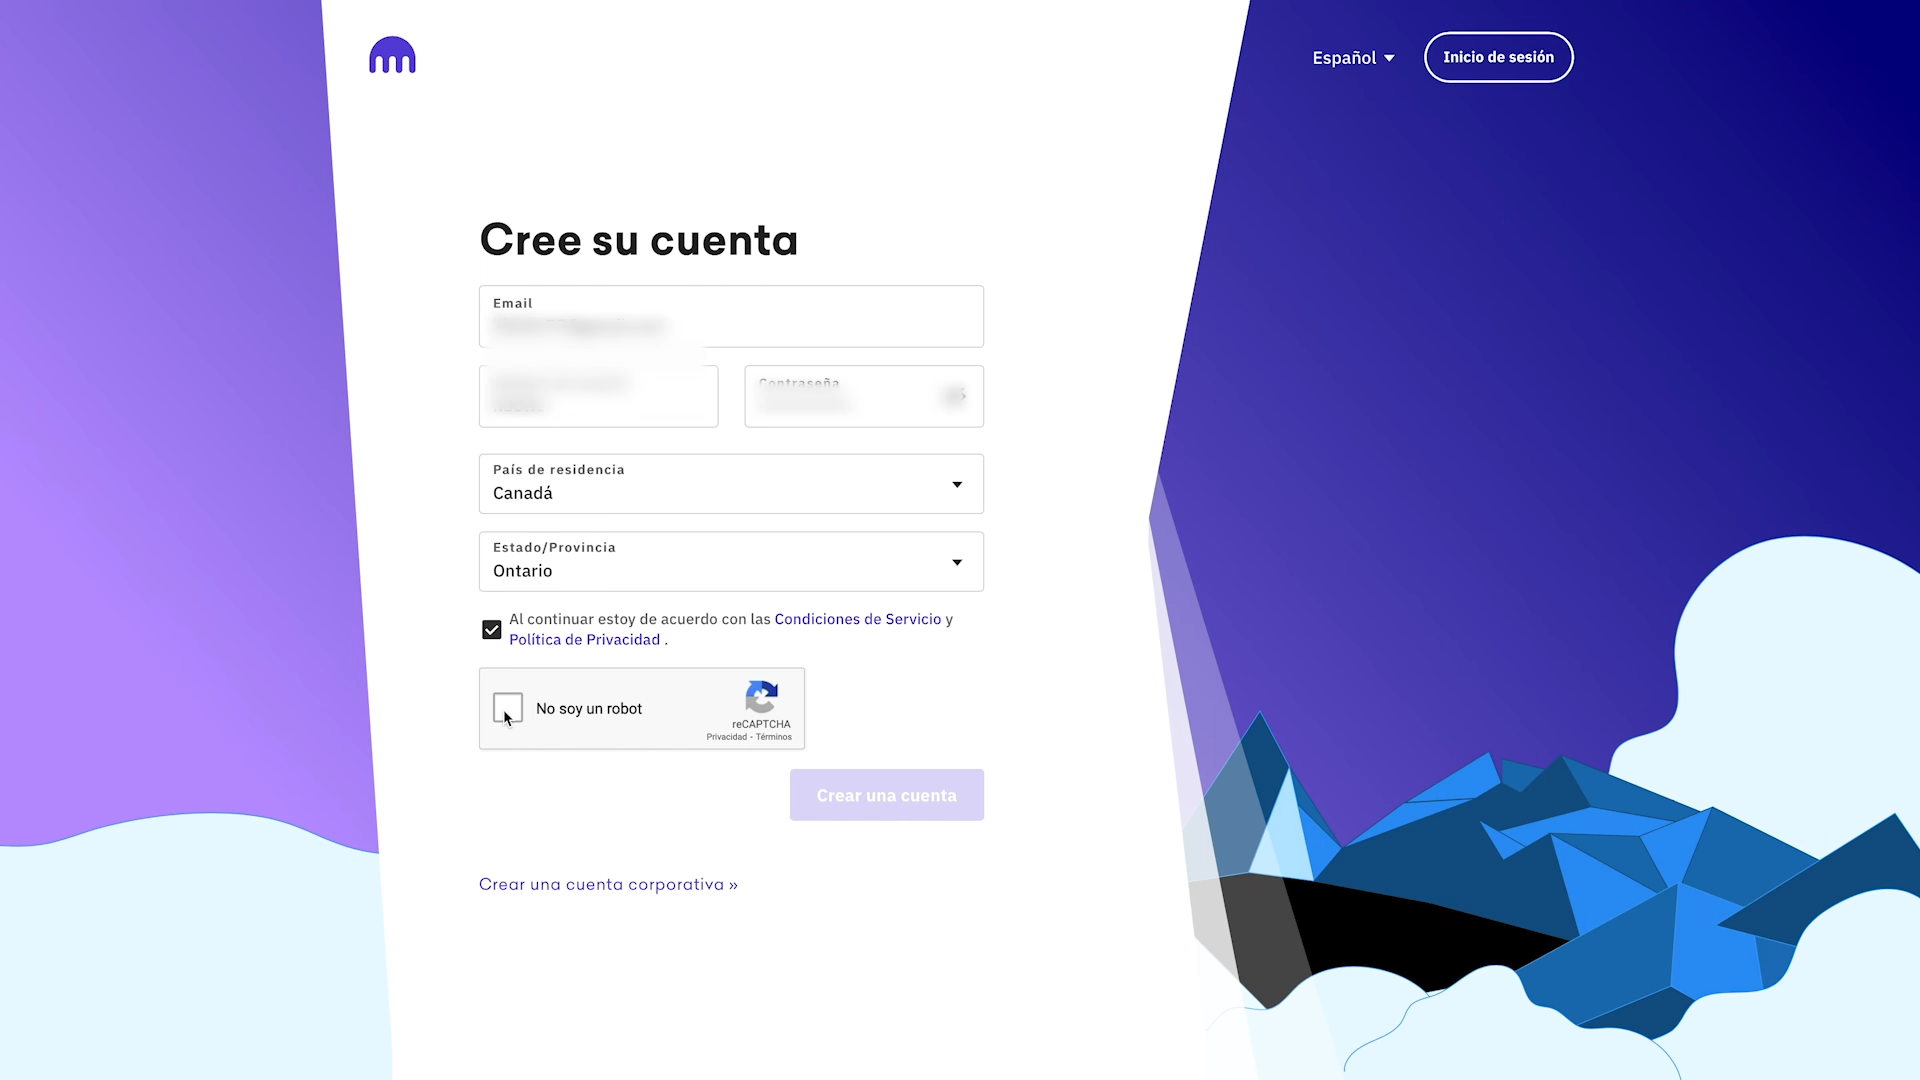 Español
Inicio de sesión
Cree su cuenta
Email
Contraseña
País de residencia
Canadá
Estado/Provincia
Ontario
Al continuar estoy de acuerdo con las Condiciones de Servicio y
Política de Privacidad .
No soy un robot
reCAPTCHA
Privacidad - Términos
Crear una cuenta
Crear una cuenta corporativa »